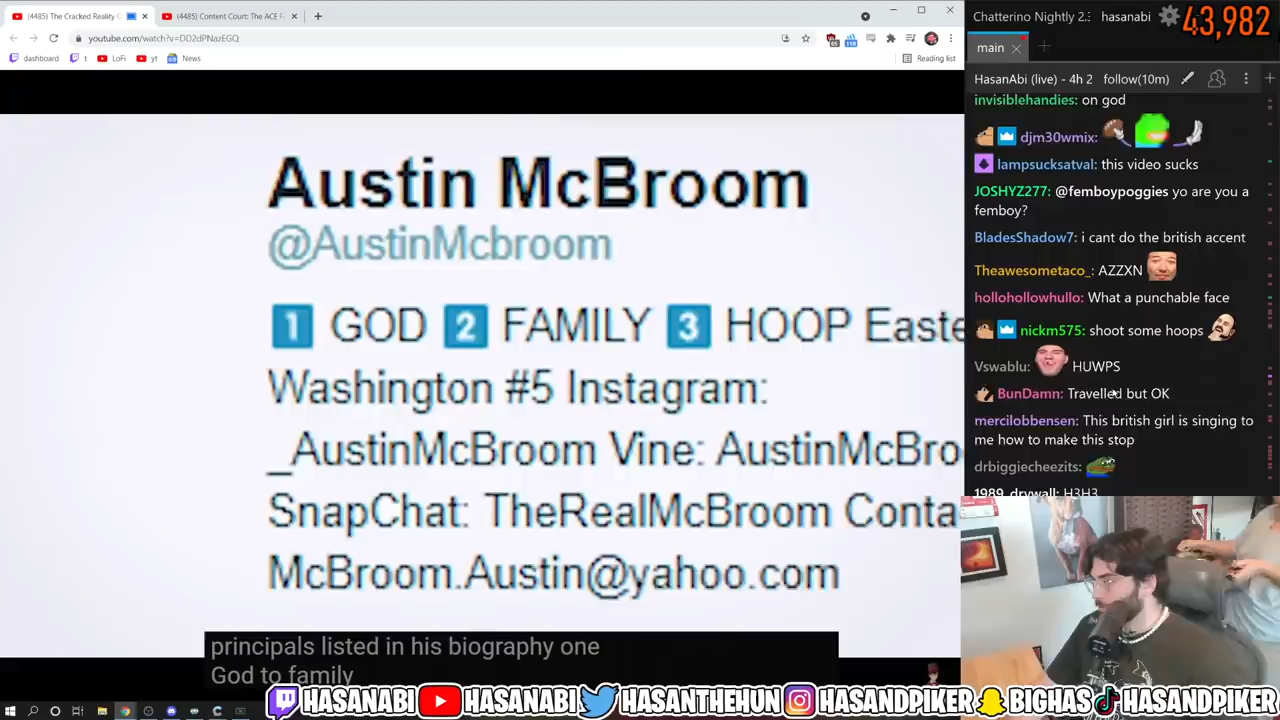 (4485) The Cracked Reality
(4485) Content Court: The ACE F
youtube.com/watch?v=DD2dPNazEGQ
dashboard
t
LoFi
yt
News
Reading list
Austin McBroom
@AustinMcbroom
1 GOD 2 FAMILY 3 HOOP Easte
Washington #5 Instagram:
_AustinMcBroom Vine: AustinMcBro
SnapChat: TheRealMcBroom Conta
McBroom.Austin@yahoo.com
principals listed in his biography one
God to family
Chatterino Nightly 2.
hasanabi
43,982
main
HasanAbi (live) - 4h 2
follow(10m)
invisiblehandies: on god
djm30wmix:
lampsucksatval: this video sucks
JOSHYZ277: @femboypoggies yo are you a
femboy?
BladesShadow7: i cant do the british accent
Theawesometaco_: AZZXN
hollohollowhullo: What a punchable face
nickm575: shoot some hoops
Vswablu: HUWPS
BunDamn: Travelled but OK
mercilobbensen: This british girl is singing to
me how to make this stop
drbiggiecheezits:
1989_drywall: H3H3
HASANABI HASANABI HASANTHEHUN HASANDPIKER BIGHAS HASANDPIKER